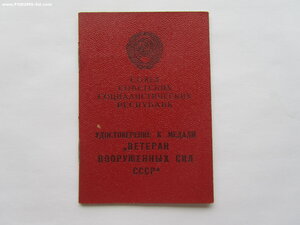 СОЮЗ
СОВЕТСКИХ
СОЦИАЛИСТИЧЕСКИХ
РЕСПУБЛИК
УДОСТОВЕРЕНИЕ К МЕДАЛИ
„ВЕТЕРАН
ВООРУЖЕННЫХ СИЛ
СССР“